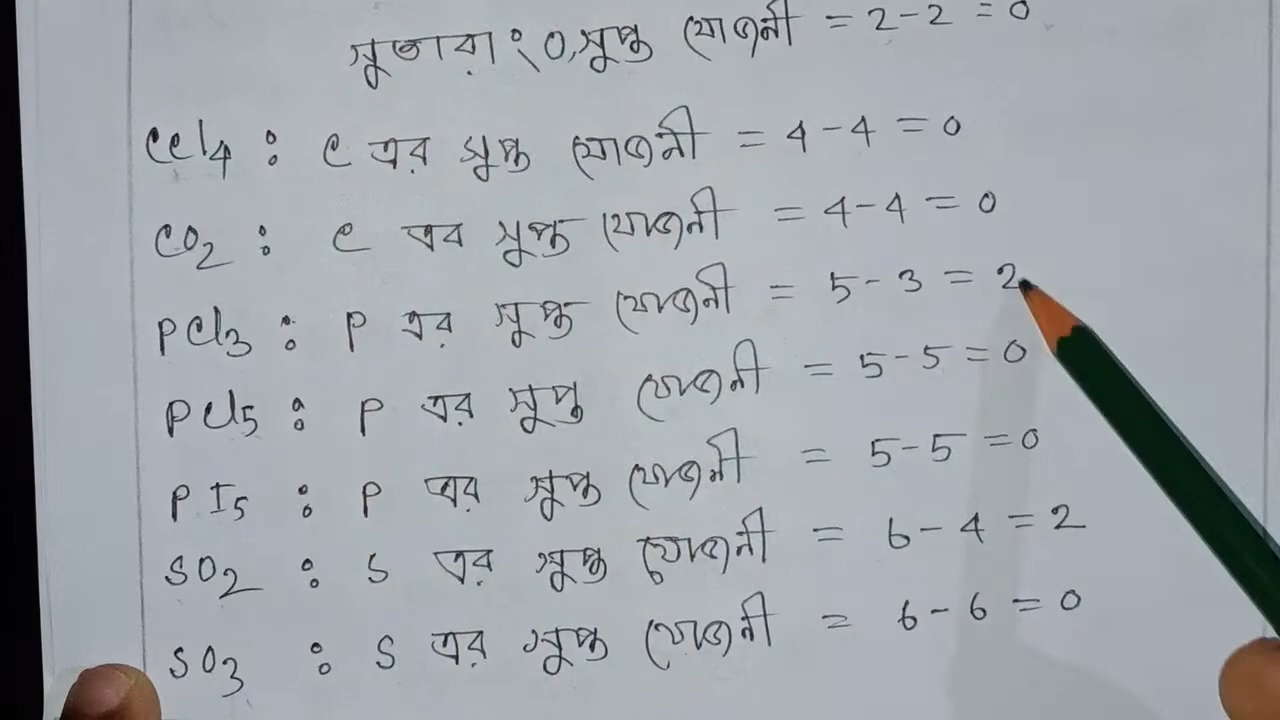 সুতারাং O, সুপ্ত যোজনী = 2-2 = 0
CCl4 : C এর সুপ্ত যোজনী = 4-4 = 0
CO2 : C এর সুপ্ত যোজনী = 4-4 = 0
PCl3 : P এর সুপ্ত যোজনী = 5-3 = 2
PCl5 : P এর সুপ্ত যোজনী = 5-5 = 0
PI5 : P এর সুপ্ত যোজনী = 5-5 = 0
SO2 : S এর সুপ্ত যোজনী = 6-4 = 2
SO3 : S এর সুপ্ত যোজনী = 6-6 = 0